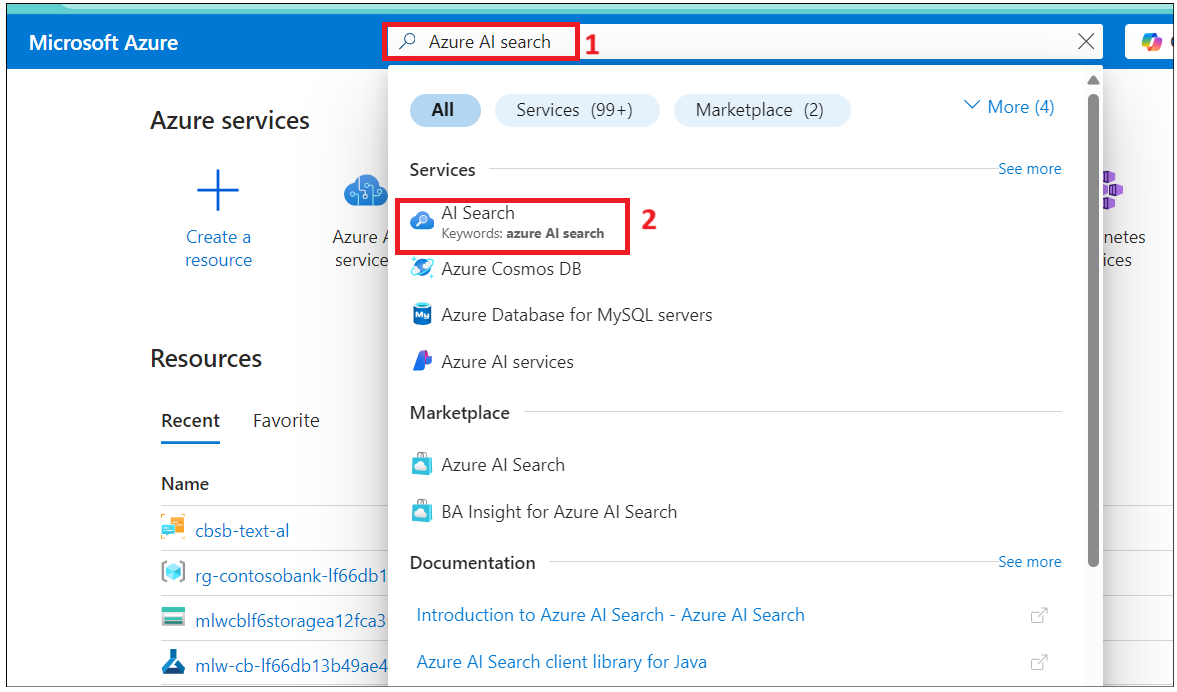 Microsoft Azure
Azure AI search
1
All
Services (99+)
Marketplace (2)
More (4)
Azure services
Services
See more
Create a
resource
Azure
service
AI Search
Keywords: azure AI search
2
Azure Cosmos DB
Azure Database for MySQL servers
My
Azure AI services
netes
ices
Resources
Recent
Favorite
Marketplace
Azure AI Search
BA Insight for Azure AI Search
Name
cbsb-text-al
rg-contosobank-lf66db1
mlwcblf6storagea12fca3
mlw-cb-lf66db13b49ae4
Documentation
See more
Introduction to Azure AI Search - Azure AI Search
Azure AI Search client library for Java